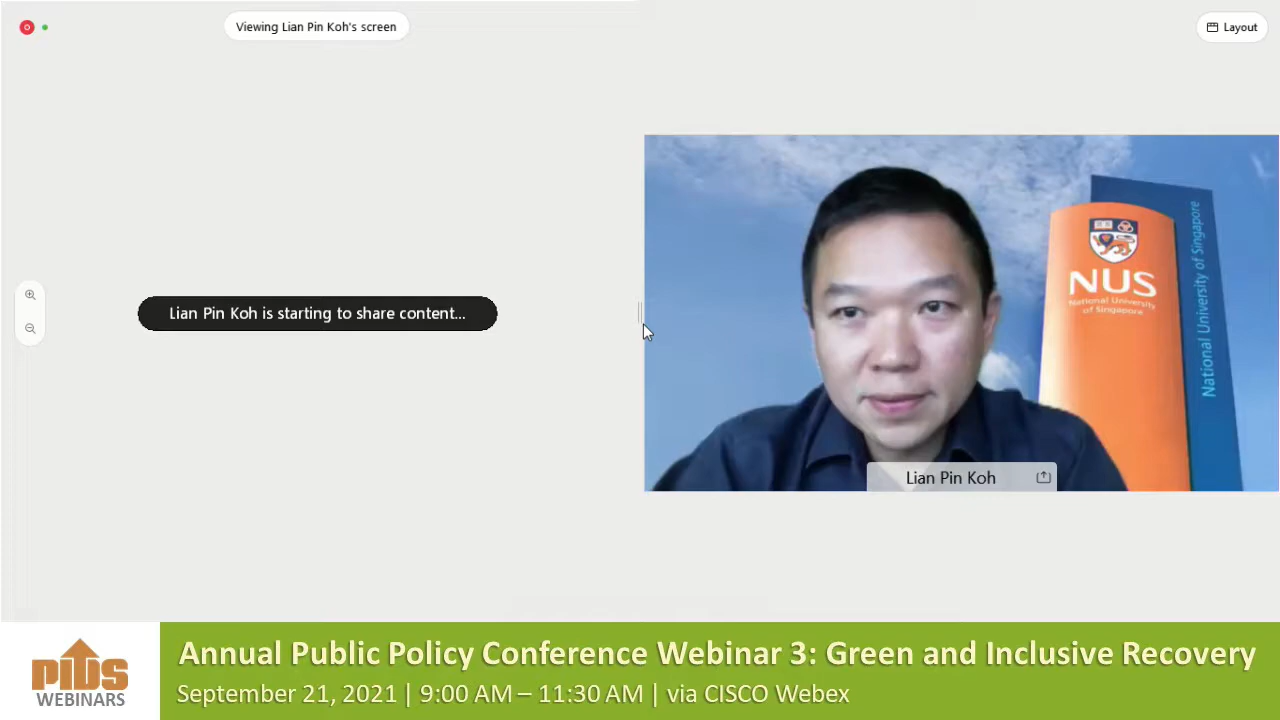 Viewing Lian Pin Koh's screen
Layout
Lian Pin Koh is starting to share content...
NUS
National University
of Singapore
National University of Singapore
Lian Pin Koh
PIDS
WEBINARS
Annual Public Policy Conference Webinar 3: Green and Inclusive Recovery
September 21, 2021 | 9:00 AM – 11:30 AM | via CISCO Webex